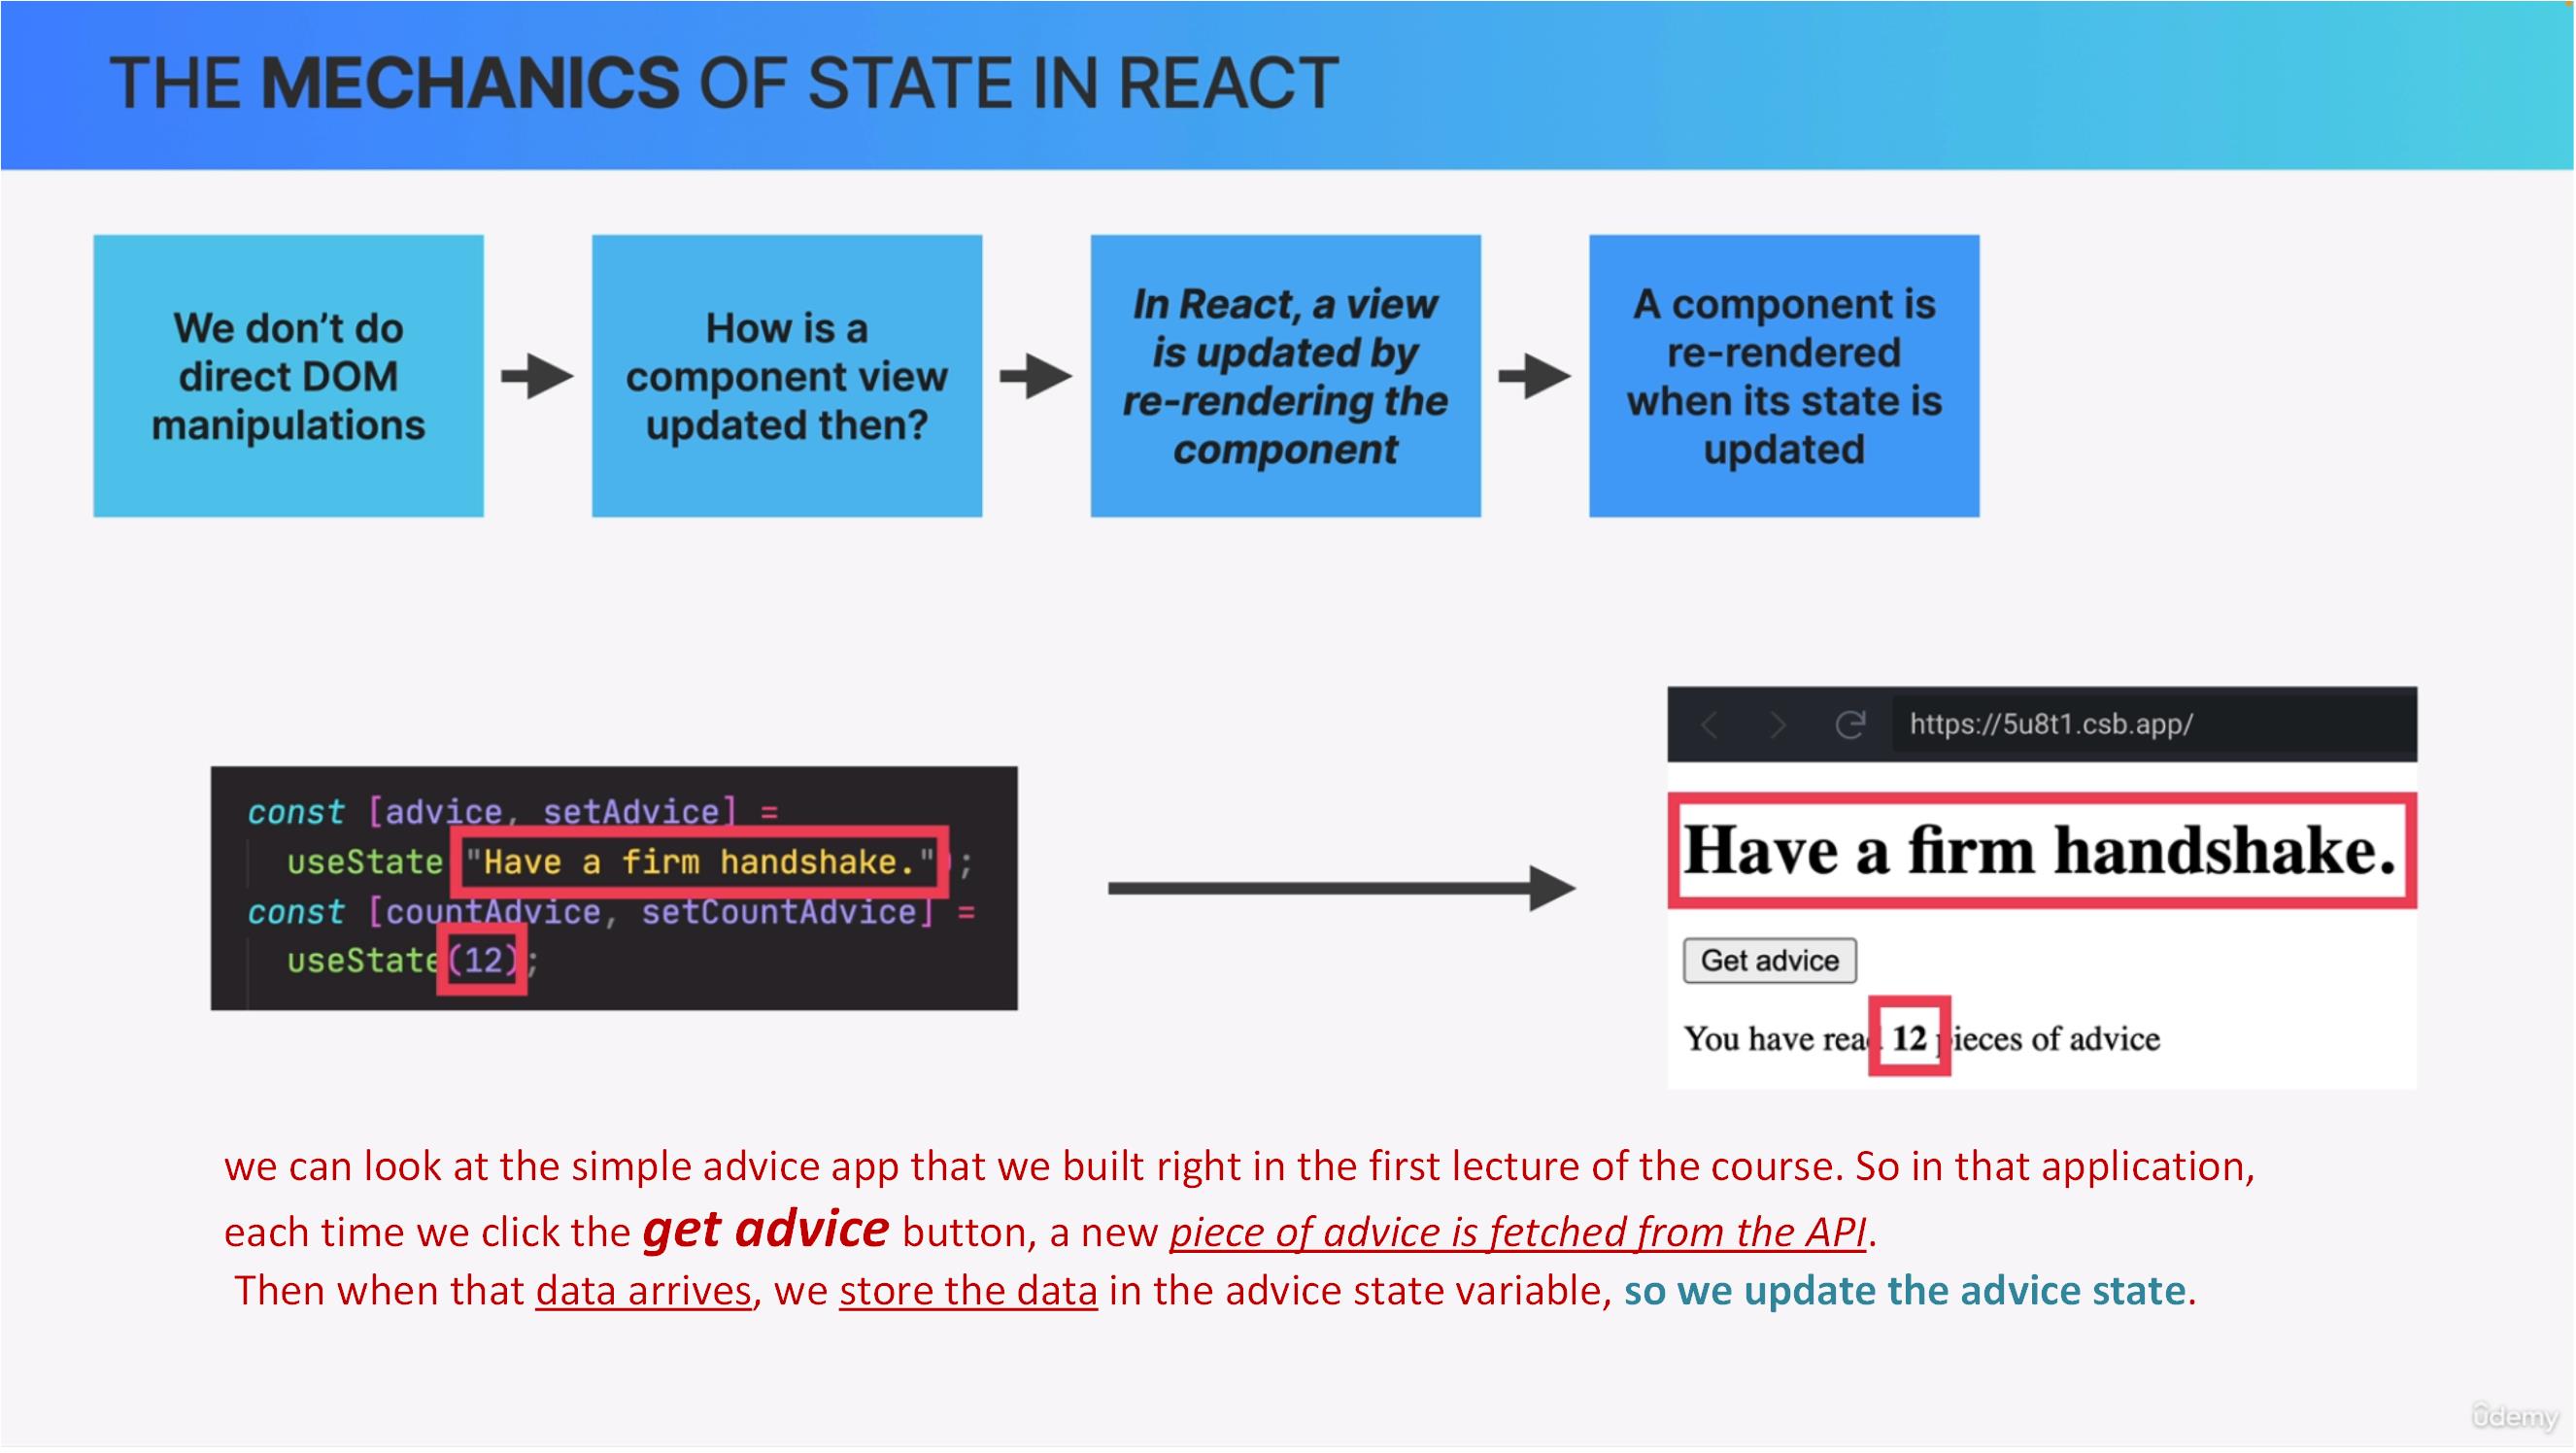 THE MECHANICS OF STATE IN REACT
We don't do
direct DOM
manipulations
How is a
component view
updated then?
In React, a view
is updated by
re-rendering the
component
A component is
re-rendered
when its state is
updated
const [advice, setAdvice] =
useState "Have a firm handshake." ;
const [countAdvice, setCountAdvice] =
useState(12);
https://5u8t1.csb.app/
Have a firm handshake.
Get advice
You have read 12 pieces of advice
we can look at the simple advice app that we built right in the first lecture of the course. So in that application,
each time we click the get advice button, a new piece of advice is fetched from the API.
Then when that data arrives, we store the data in the advice state variable, so we update the advice state.
ûdemy